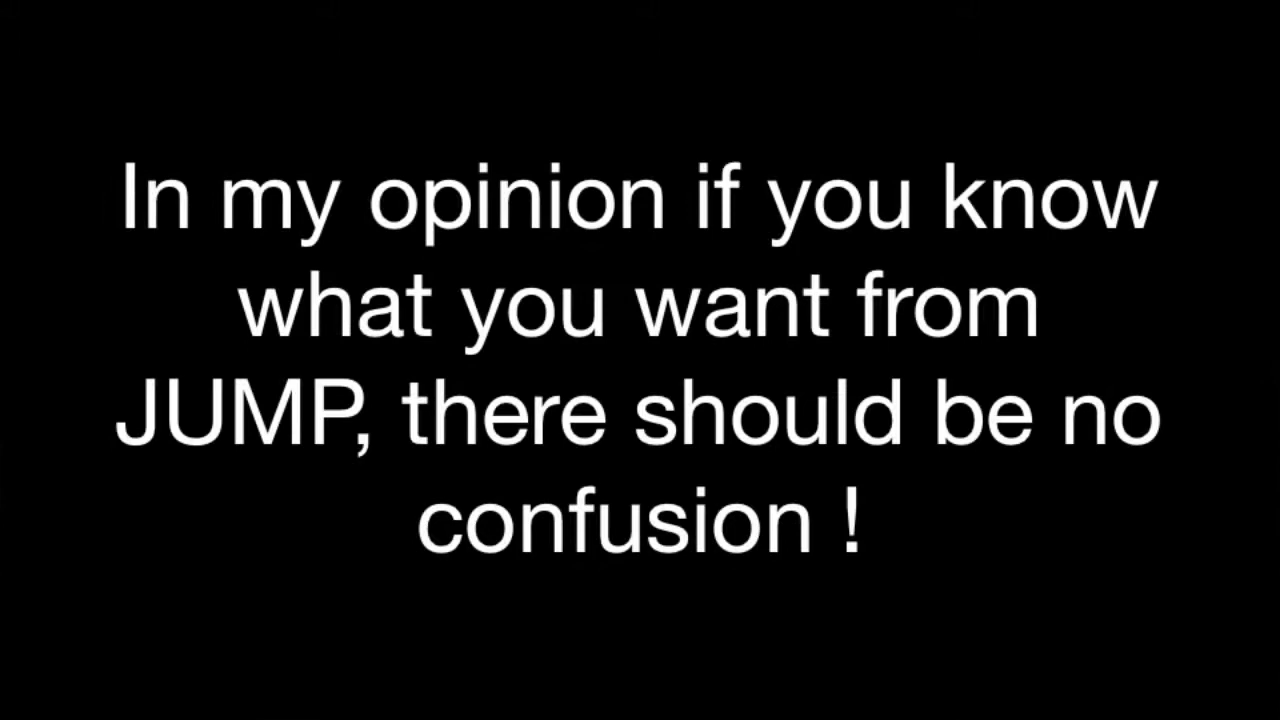 In my opinion if you know
what you want from
JUMP, there should be no
confusion !